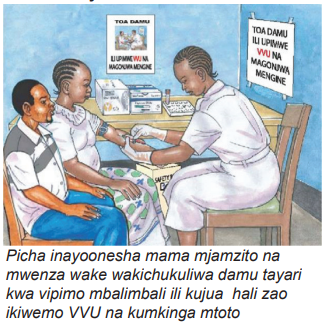 TOA DAMU
TOA DAMU
ILI UPIMWE
VVU NA
MAGONJWA
MENGINE
ILI UPIMWE VVU NA
MAGONJWA MENGINE
SAFETY
Picha inayoonesha mama mjamzito na
mwenza wake wakichukuliwa damu tayari
kwa vipimo mbalimbali ili kujua hali zao
ikiwemo VVU na kumkinga mtoto